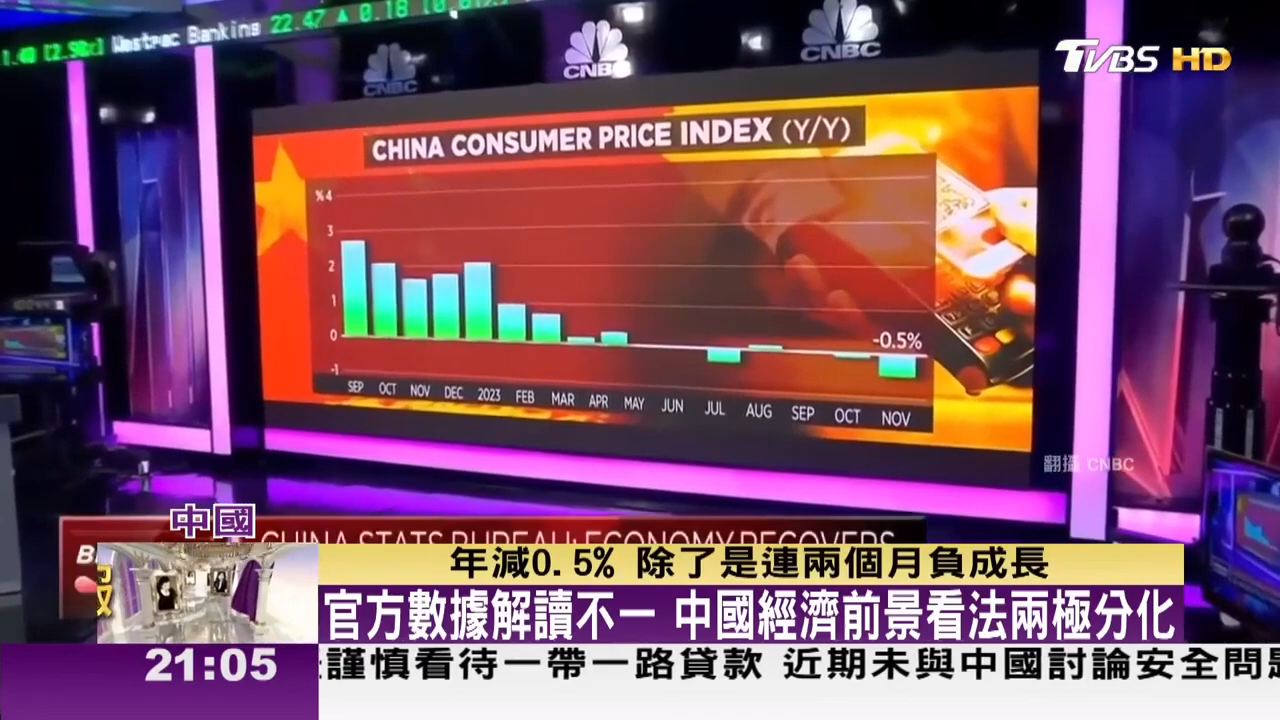 1.40 [2.50%] Westpac Banking 22.47 ▲ 0.18
CNBC
CNBC
CNBC
TVBS HD
CHINA CONSUMER PRICE INDEX (Y/Y)
% 4
3
2
1
0
-1
-0.5%
SEP OCT NOV DEC 2023 FEB MAR APR MAY JUN JUL AUG SEP OCT NOV
翻攝 CNBC
中國
CHINA STATS BUREAU: ECONOMY RECOVERS
年減0.5% 除了是連兩個月負成長
官方數據解讀不一 中國經濟前景看法兩極分化
21:05
謹慎看待一帶一路貸款 近期未與中國討論安全問題